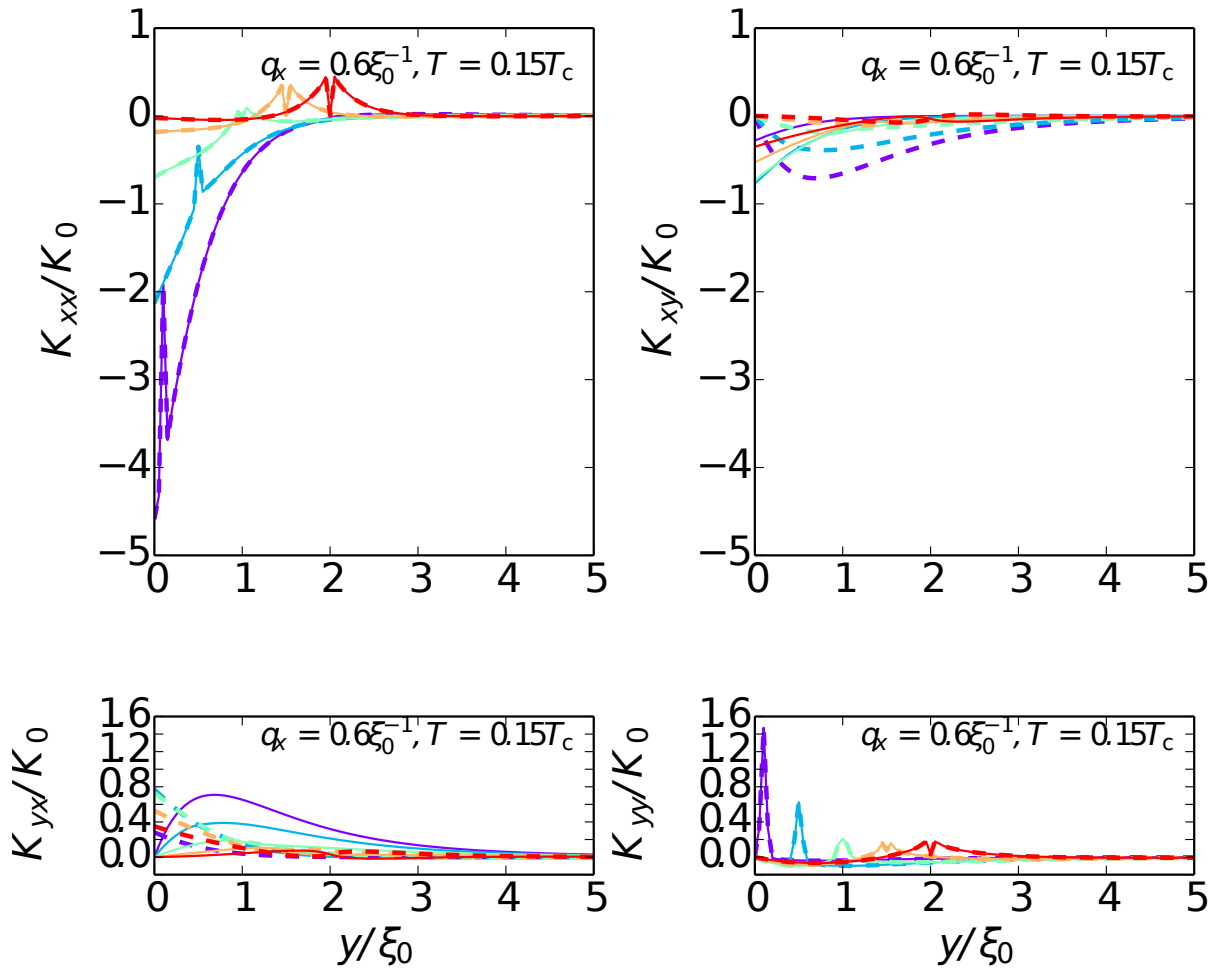 1
0
−1
−2
−3
−4
−5
K_xx/K_0
q_x = 0.6ξ_0^−1, T = 0.15T_c
0 1 2 3 4 5
1
0
−1
−2
−3
−4
−5
K_xy/K_0
q_x = 0.6ξ_0^−1, T = 0.15T_c
0 1 2 3 4 5
1.6
1.2
0.8
0.4
0.0
K_yx/K_0
q_x = 0.6ξ_0^−1, T = 0.15T_c
0 1 2 3 4 5
y/ξ_0
1.6
1.2
0.8
0.4
0.0
K_yy/K_0
q_x = 0.6ξ_0^−1, T = 0.15T_c
0 1 2 3 4 5
y/ξ_0